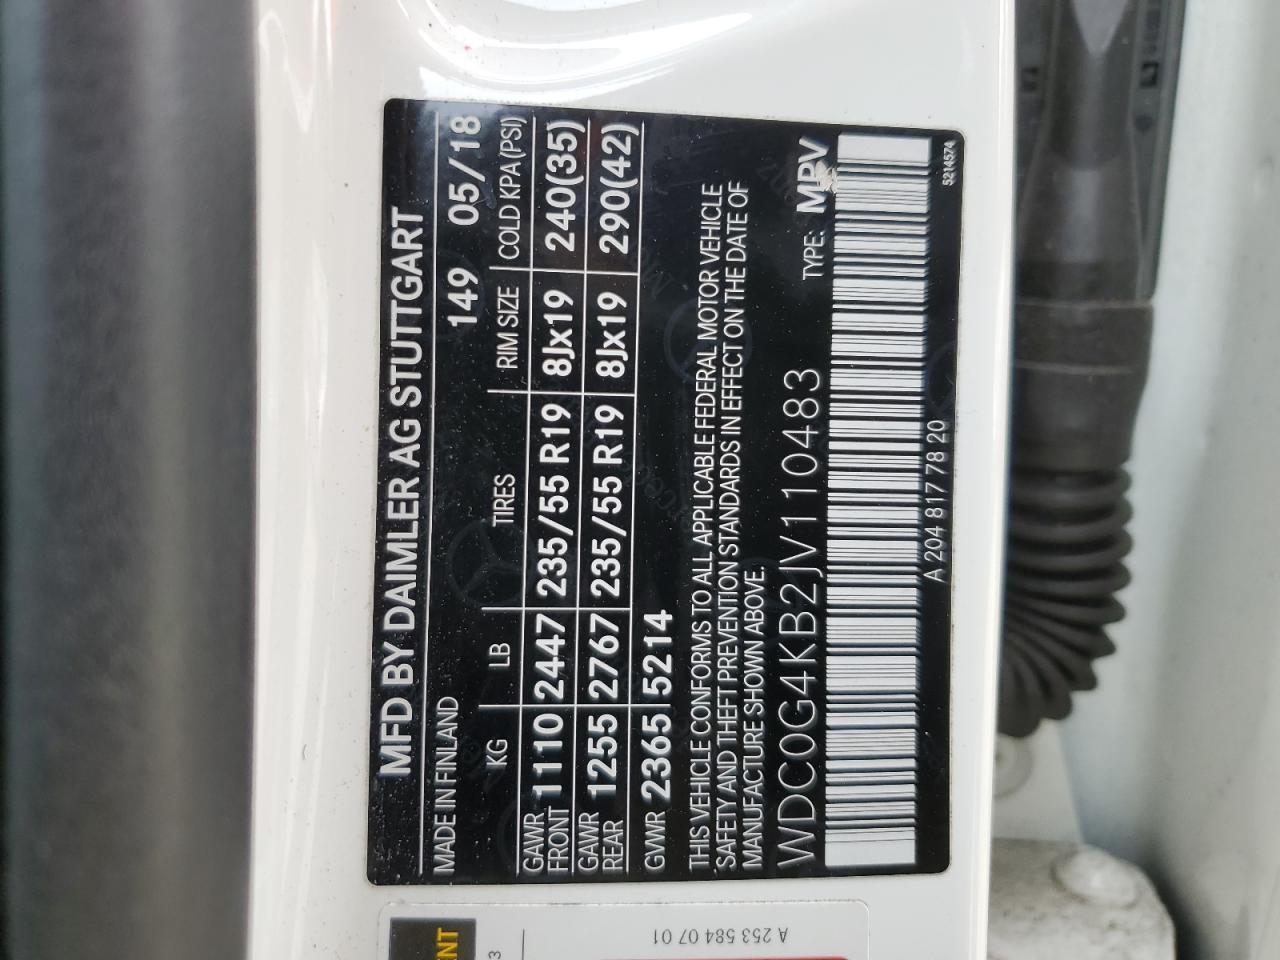 MFD BY DAIMLER AG STUTTGART
MADE IN FINLAND 149 05/18
KG LB TIRES RIM SIZE COLD KPA(PSI)
GAWR FRONT 1110 2447 235/55 R19 8Jx19 240(35)
GAWR REAR 1255 2767 235/55 R19 8Jx19 290(42)
GVWR 2365 5214
THIS VEHICLE CONFORMS TO ALL APPLICABLE FEDERAL MOTOR VEHICLE
SAFETY AND THEFT PREVENTION STANDARDS IN EFFECT ON THE DATE OF
MANUFACTURE SHOWN ABOVE.
WDC0G4KB2JV110483 TYPE: MPV
A 204 817 78 20
5214574
A 253 584 07 01